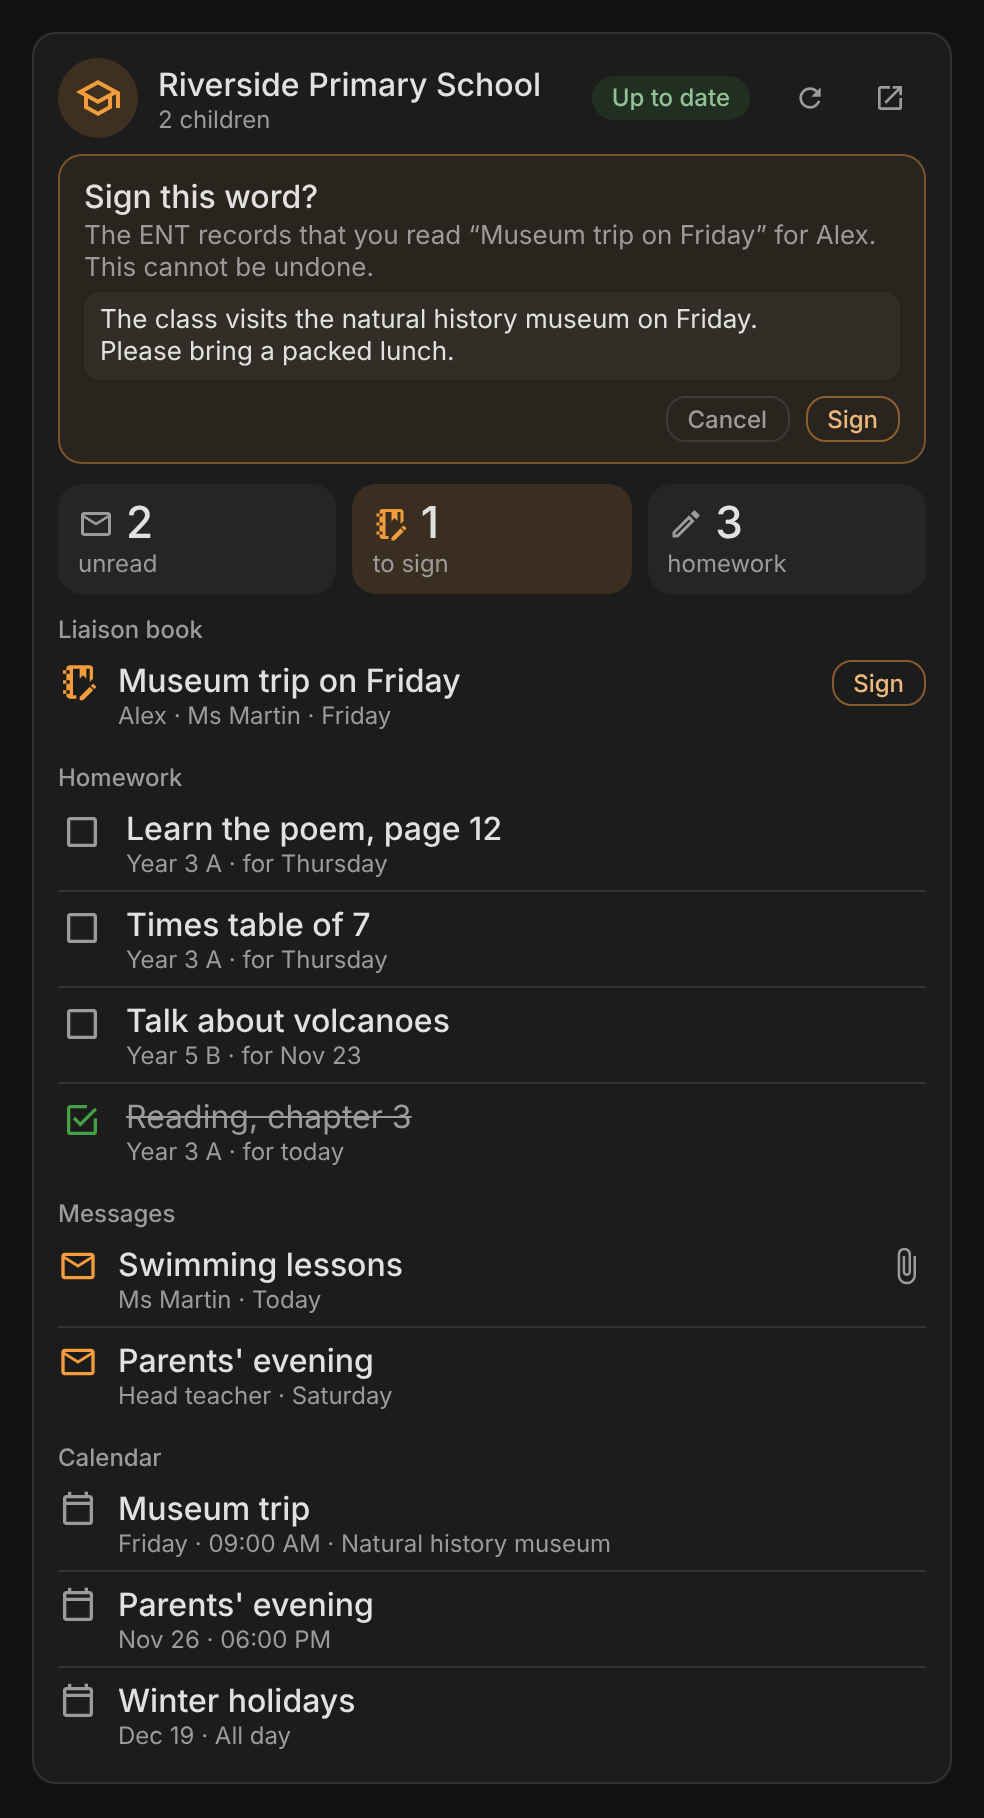 Riverside Primary School
2 children
Up to date
Sign this word?
The ENT records that you read “Museum trip on Friday” for Alex.
This cannot be undone.
The class visits the natural history museum on Friday.
Please bring a packed lunch.
Cancel
Sign
2
unread
1
to sign
3
homework
Liaison book
Museum trip on Friday
Alex · Ms Martin · Friday
Sign
Homework
Learn the poem, page 12
Year 3 A · for Thursday
Times table of 7
Year 3 A · for Thursday
Talk about volcanoes
Year 5 B · for Nov 23
Reading, chapter 3
Year 3 A · for today
Messages
Swimming lessons
Ms Martin · Today
Parents' evening
Head teacher · Saturday
Calendar
Museum trip
Friday · 09:00 AM · Natural history museum
Parents' evening
Nov 26 · 06:00 PM
Winter holidays
Dec 19 · All day